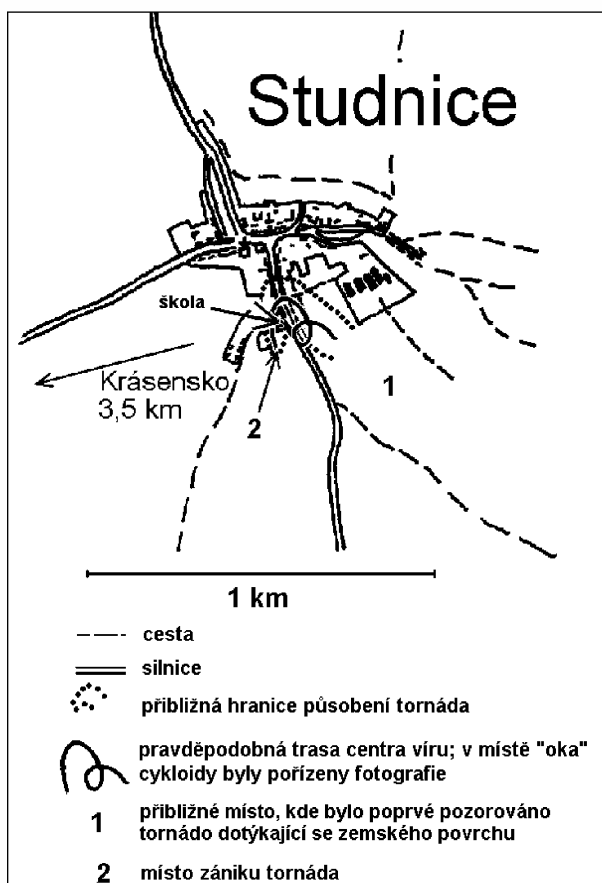 Studnice
škola
Krásensko
3,5 km
1
2
1 km
cesta
silnice
přibližná hranice působení tornáda
pravděpodobná trasa centra víru; v místě "oka"
cykloidy byly pořízeny fotografie
1 přibližné místo, kde bylo poprvé pozorováno
tornádo dotýkající se zemského povrchu
2 místo zániku tornáda